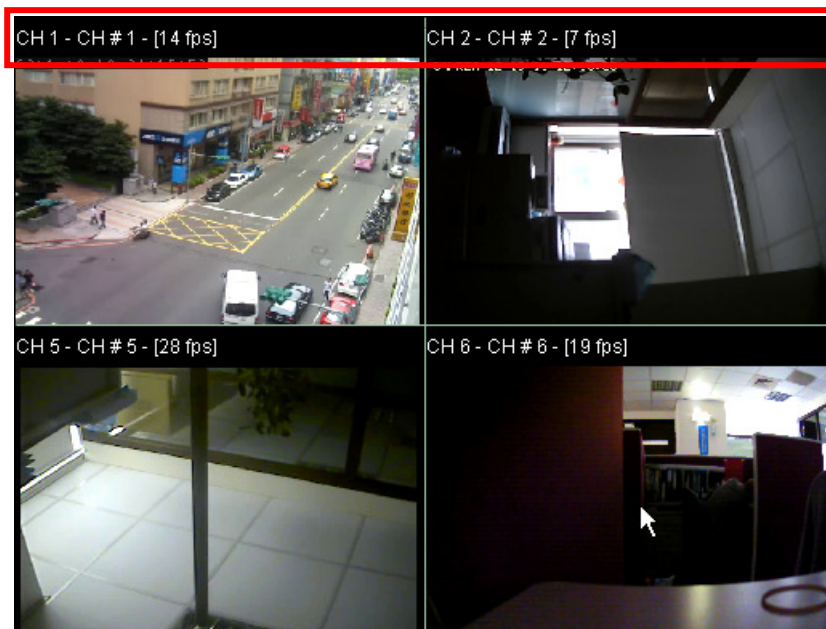 CH 1 - CH # 1 - [14 fps]
CH 2 - CH # 2 - [7 fps]
CH 5 - CH # 5 - [28 fps]
CH 6 - CH # 6 - [19 fps]